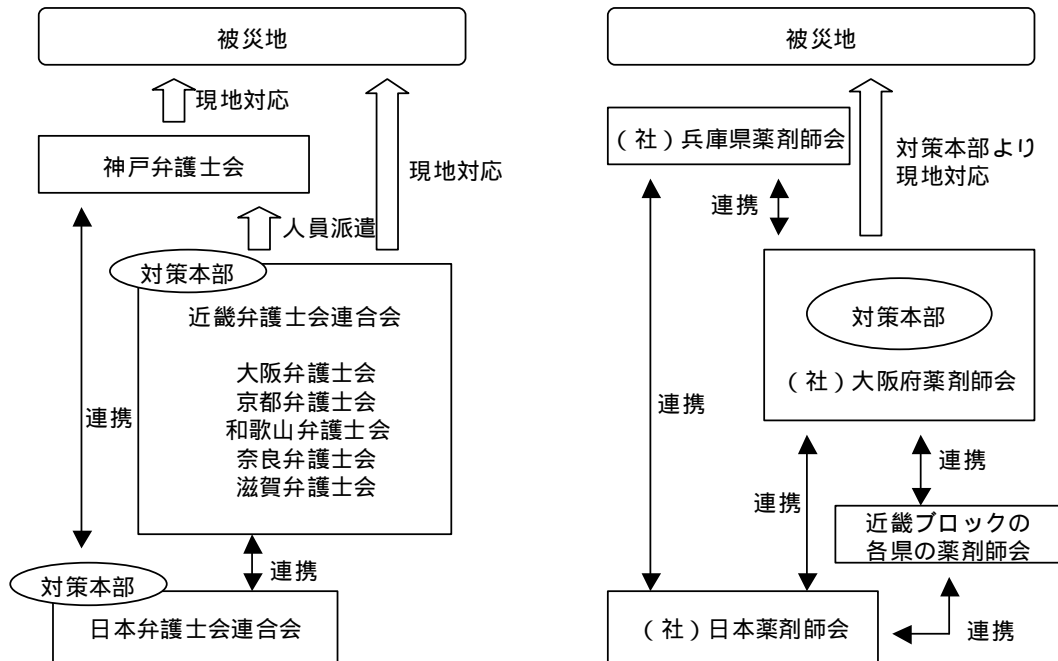 被災地
現地対応
神戸弁護士会
現地対応
人員派遣
対策本部
近畿弁護士会連合会
大阪弁護士会
京都弁護士会
和歌山弁護士会
奈良弁護士会
滋賀弁護士会
連携
連携
対策本部
日本弁護士会連合会
被災地
（社）兵庫県薬剤師会
対策本部より
現地対応
連携
対策本部
（社）大阪府薬剤師会
連携
連携
連携
近畿ブロックの
各県の薬剤師会
（社）日本薬剤師会
連携